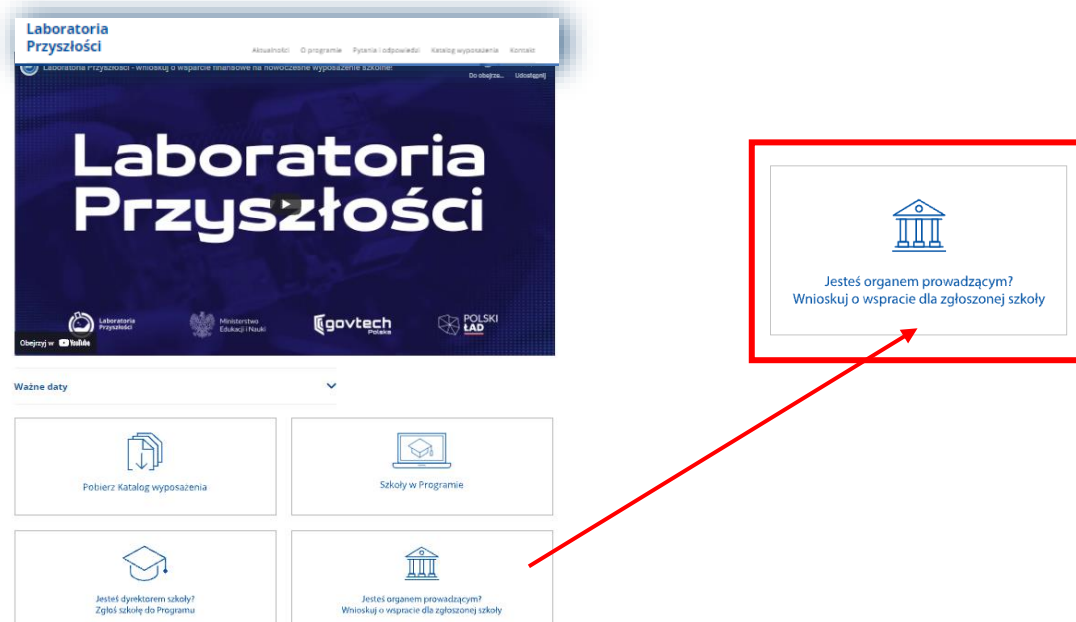 Laboratoria
Przyszłości
Aktualności O programie Pytania i odpowiedzi Katalog wyposażenia Kontakt
Laboratoria Przyszłości - wnioskuj o wsparcie finansowe na nowoczesne wyposażenie szkolne!
Do obejrze... Udostępnij
Laboratoria
Przyszłości
Laboratoria
Przyszłości
Ministerstwo
Edukacji i Nauki
govtech
Polska
POLSKI
ŁAD
Obejrzyj w YouTube
Ważne daty
Pobierz Katalog wyposażenia
Szkoły w Programie
Jesteś dyrektorem szkoły?
Zgłoś szkołę do Programu
Jesteś organem prowadzącym?
Wnioskuj o wspracie dla zgłoszonej szkoły
Jesteś organem prowadzącym?
Wnioskuj o wspracie dla zgłoszonej szkoły